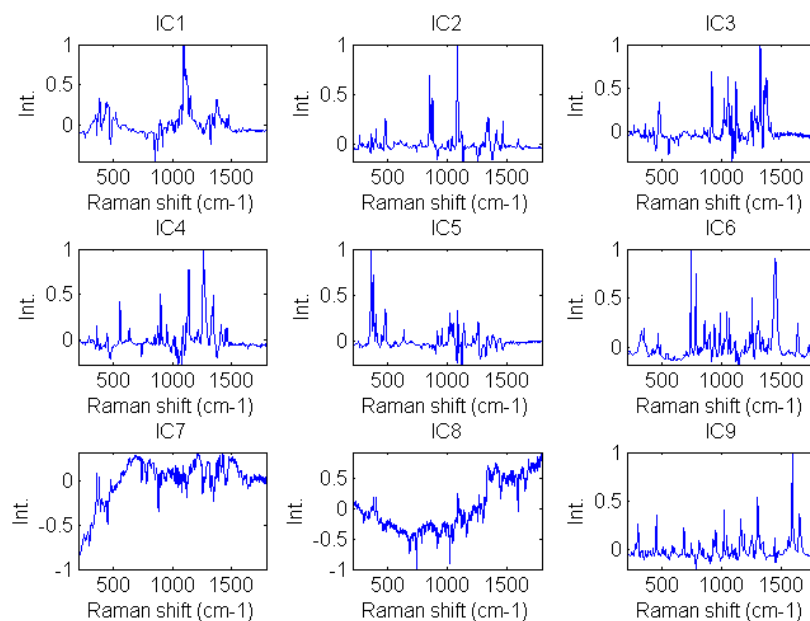 IC1 IC2 IC3
1 1 1
0.5 0.5 0.5
0 0 0
Int. Int. Int.
500 1000 1500 500 1000 1500 500 1000 1500
Raman shift (cm-1) Raman shift (cm-1) Raman shift (cm-1)
IC4 IC5 IC6
1 1 1
0.5 0.5 0.5
0 0 0
Int. Int. Int.
500 1000 1500 500 1000 1500 500 1000 1500
Raman shift (cm-1) Raman shift (cm-1) Raman shift (cm-1)
IC7 IC8 IC9
0 0.5 1
-0.5 0 0.5
-1 -0.5 0
-1
Int. Int. Int.
500 1000 1500 500 1000 1500 500 1000 1500
Raman shift (cm-1) Raman shift (cm-1) Raman shift (cm-1)